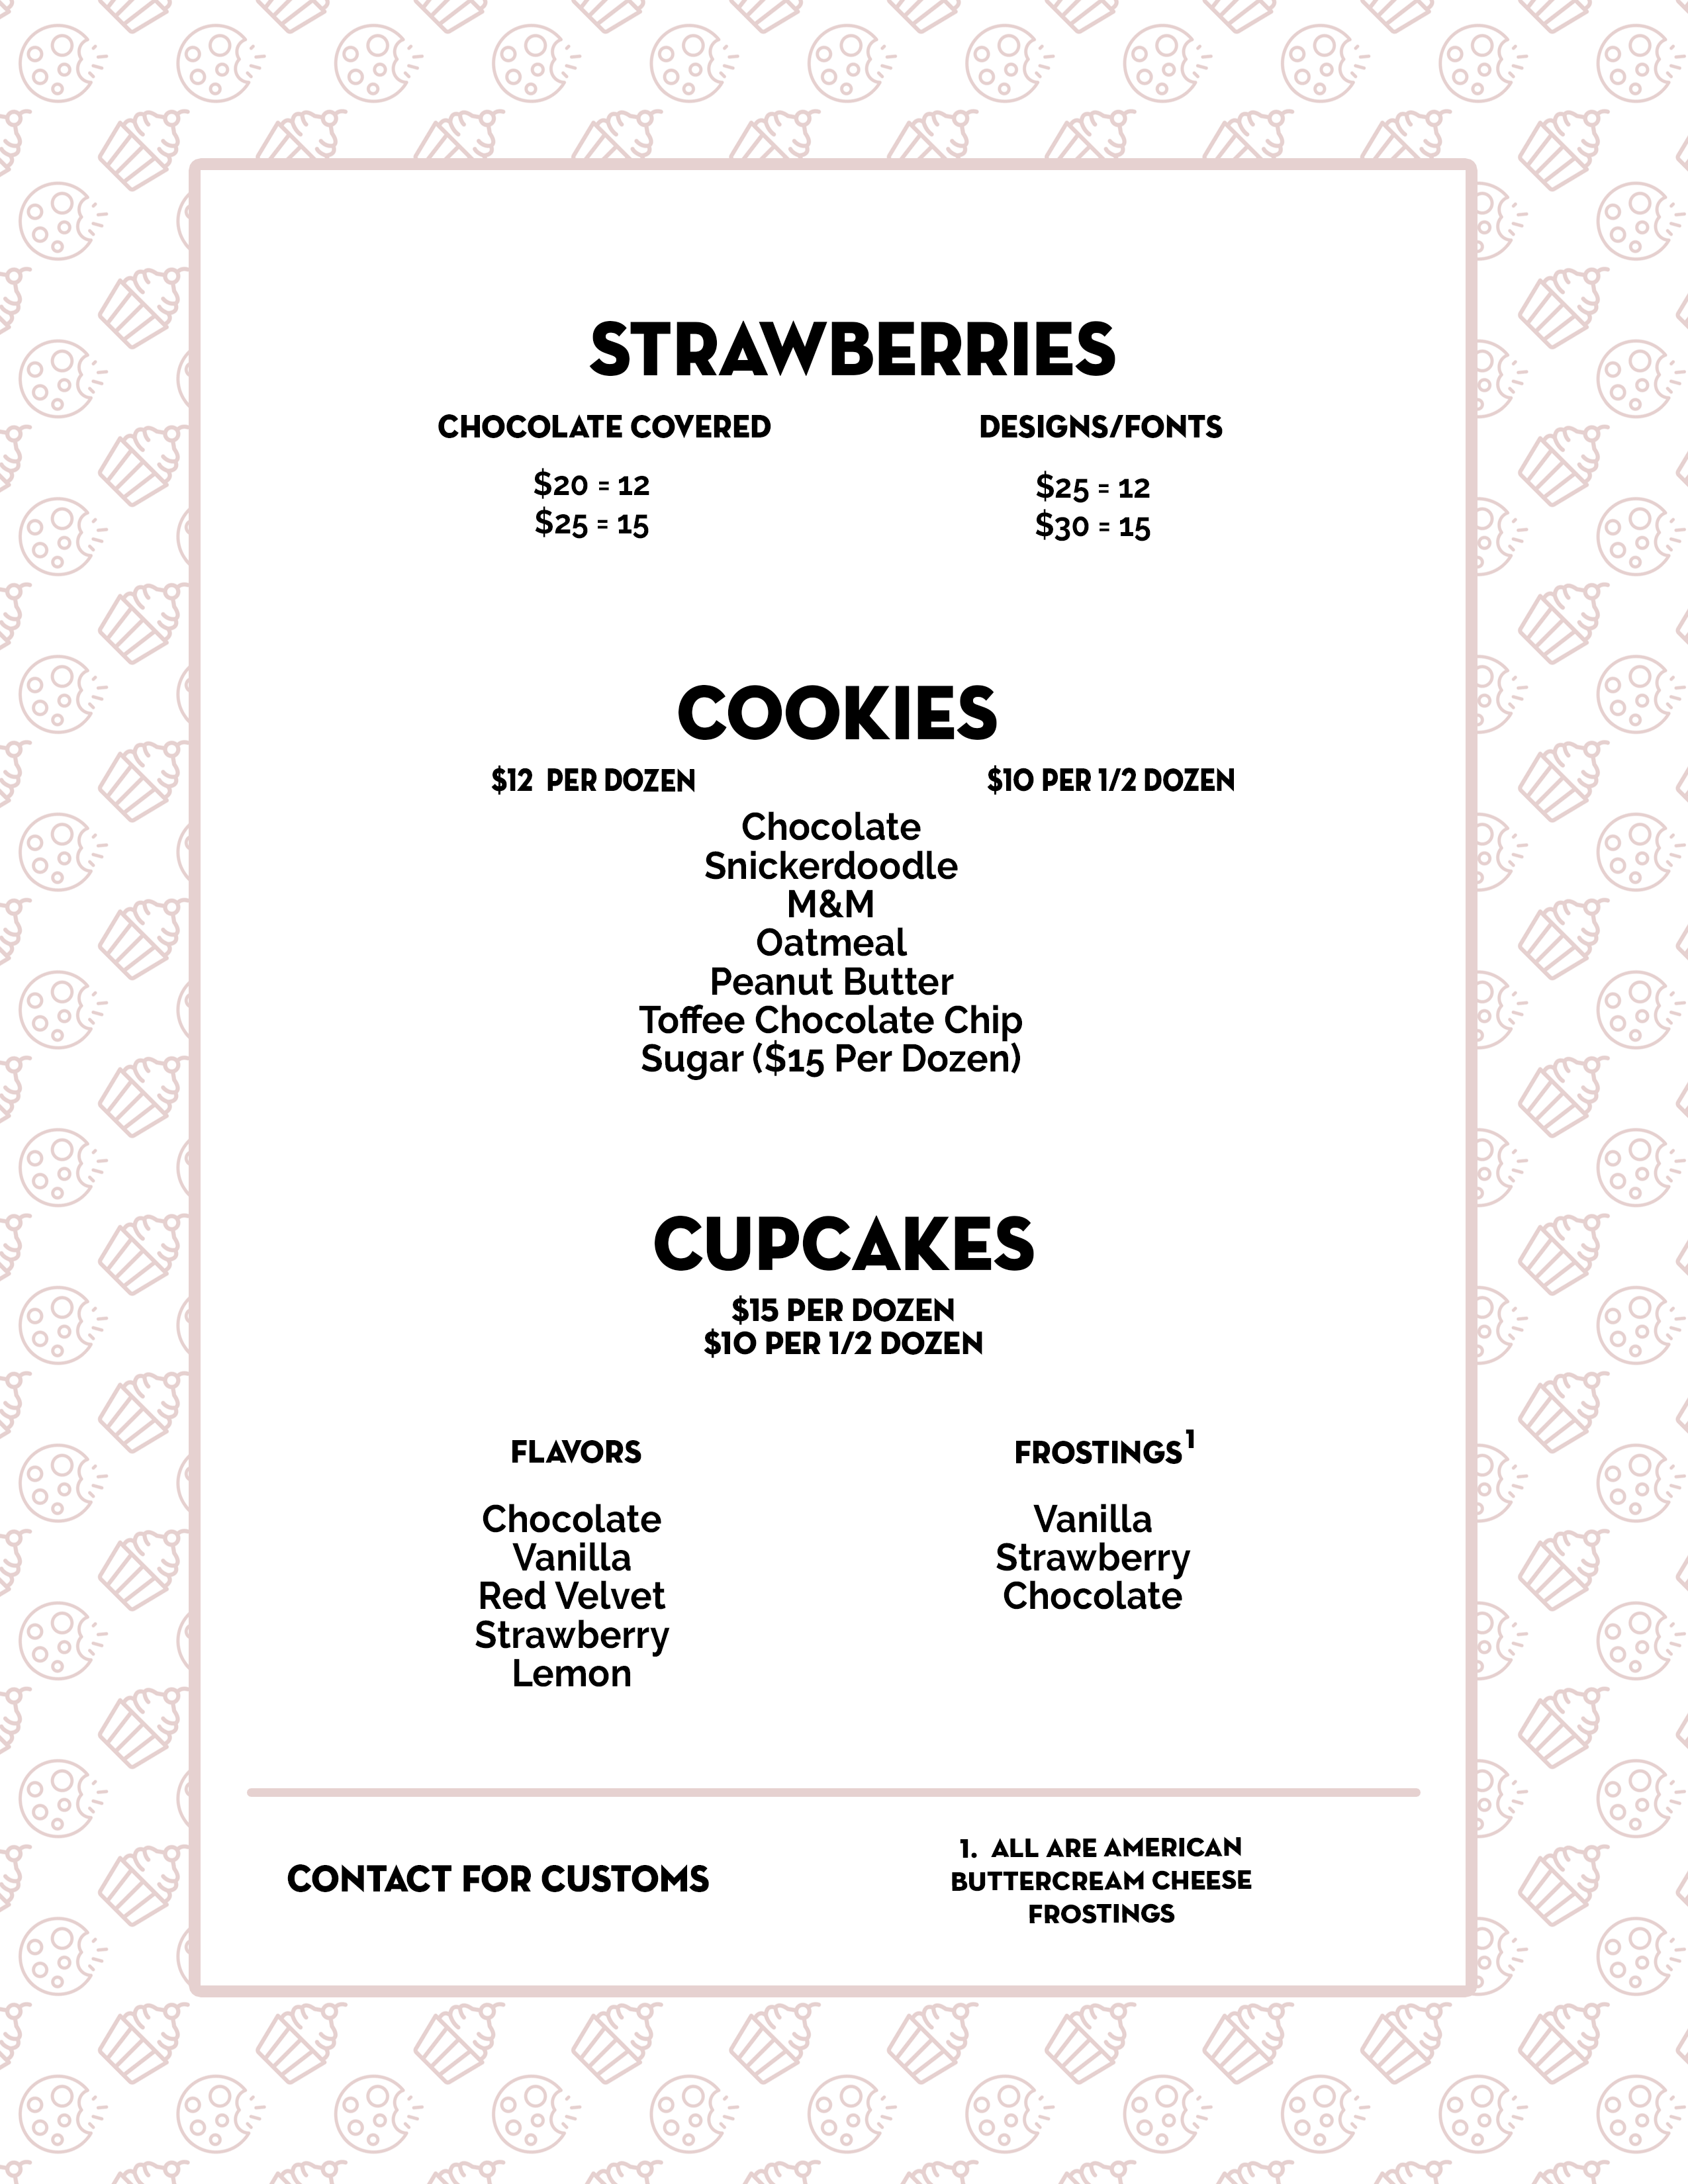 STRAWBERRIES
CHOCOLATE COVERED
$20 = 12
$25 = 15
DESIGNS/FONTS
$25 = 12
$30 = 15
COOKIES
$12 PER DOZEN
$10 PER 1/2 DOZEN
Chocolate
Snickerdoodle
M&M
Oatmeal
Peanut Butter
Toffee Chocolate Chip
Sugar ($15 Per Dozen)
CUPCAKES
$15 PER DOZEN
$10 PER 1/2 DOZEN
FLAVORS
Chocolate
Vanilla
Red Velvet
Strawberry
Lemon
FROSTINGS¹
Vanilla
Strawberry
Chocolate
CONTACT FOR CUSTOMS
1. ALL ARE AMERICAN
BUTTERCREAM CHEESE
FROSTINGS